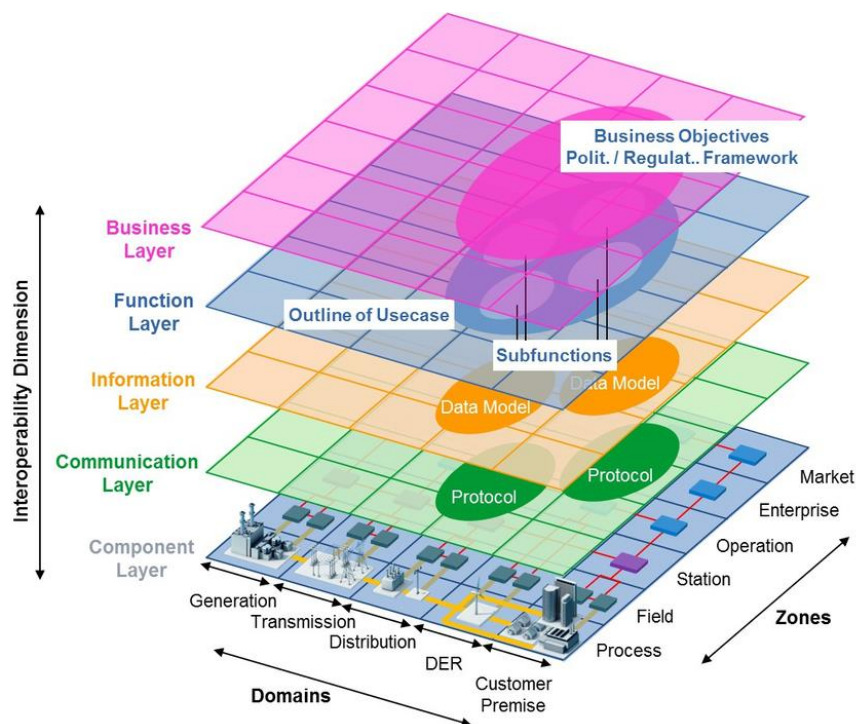 Business Objectives
Polit. / Regulat.. Framework
Business
Layer
Function
Layer
Outline of Usecase
Subfunctions
Information
Layer
Data Model
Data Model
Communication
Layer
Protocol
Protocol
Component
Layer
Interoperability Dimension
Generation
Transmission
Distribution
DER
Customer
Premise
Domains
Market
Enterprise
Operation
Station
Field
Process
Zones